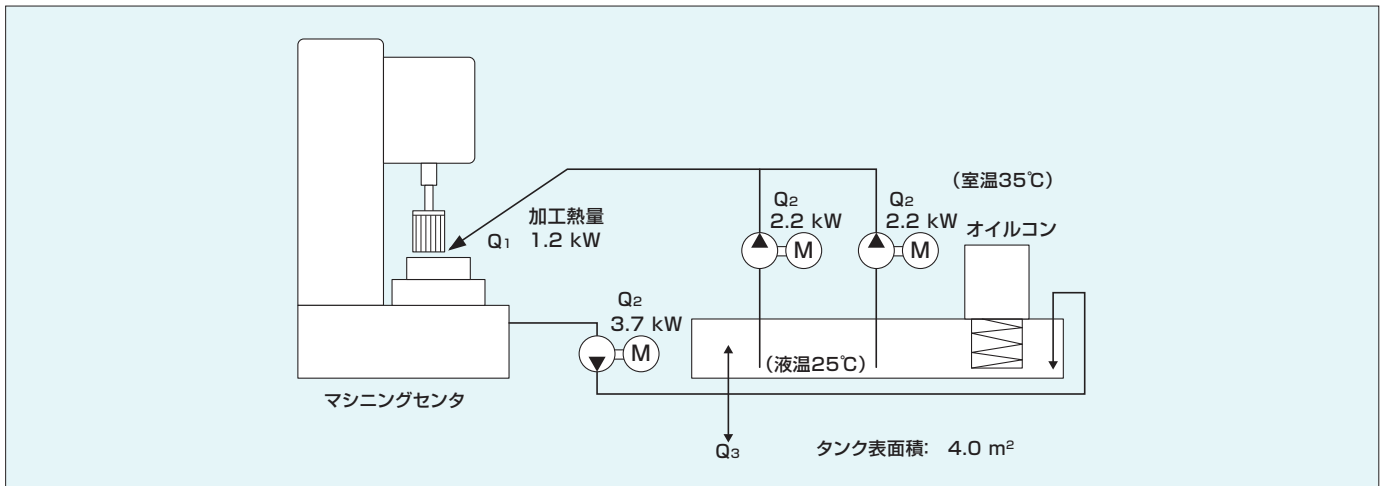 (室温35℃)
Q2
2.2 kW
M
Q2
2.2 kW
M
オイルコン
加工熱量
Q1 1.2 kW
Q2
3.7 kW
M
(液温25℃)
マシニングセンタ
Q3
タンク表面積: 4.0 m²